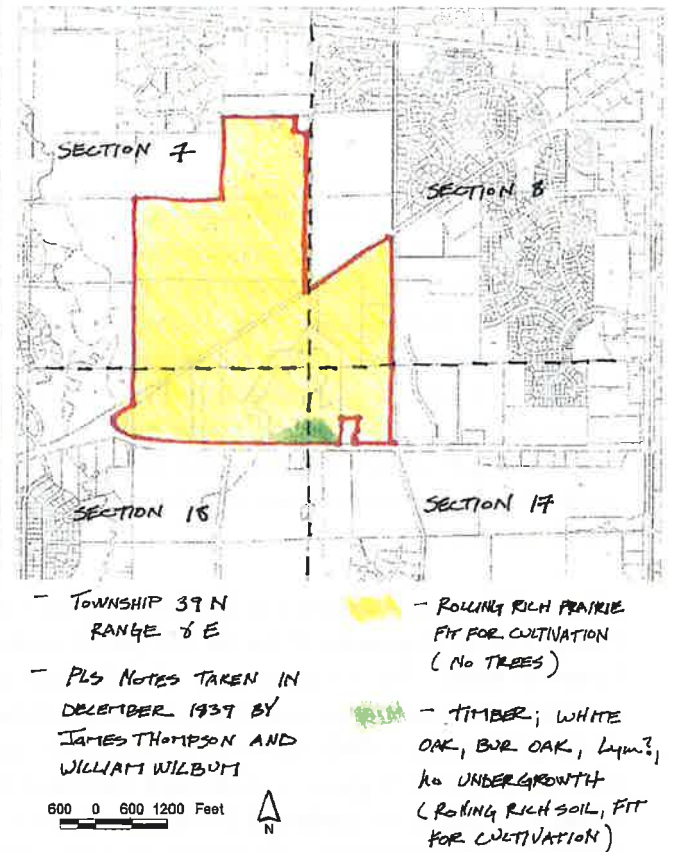 SECTION 7
SECTION 8
SECTION 18
SECTION 17
- TOWNSHIP 39 N
RANGE 8 E
- PLS NOTES TAKEN IN
DECEMBER 1839 BY
JAMES THOMPSON AND
WILLIAM WILBUM
600 0 600 1200 Feet
N
- ROLLING RICH PRAIRIE
FIT FOR CULTIVATION
(NO TREES)
- TIMBER; WHITE
OAK, BUR OAK, Lym?,
No UNDERGROWTH
(ROLLING RICH SOIL, FIT
FOR CULTIVATION)